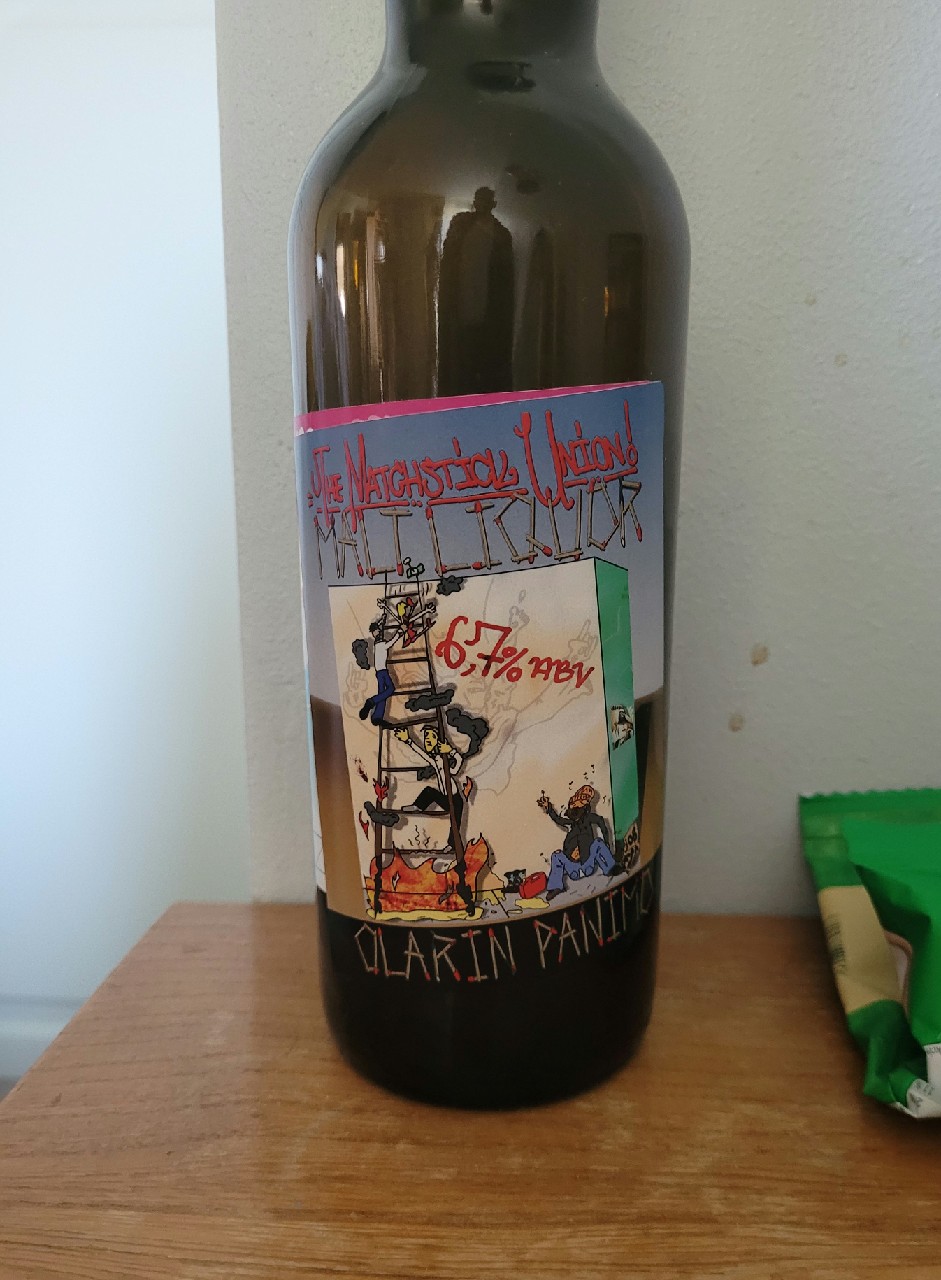 The Matchstick Union!
MALT LIQUOR
6,7% ABV
OLARIN PANIMO